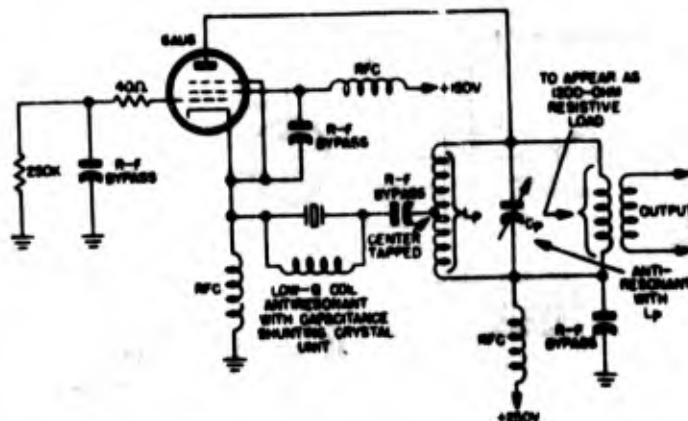 6AU6
40Ω
250K
R-F
BYPASS
RFC
+150V
R-F
BYPASS
R-F
BYPASS
CENTER
TAPPED
Lp
Cp
TO APPEAR AS
1200-OHM
RESISTIVE
LOAD
OUTPUT
ANTI-
RESONANT
WITH
Lp
RFC
LOW-Q COIL
ANTIRESONANT
WITH CAPACITANCE
SHUNTING CRYSTAL
UNIT
RFC
R-F
BYPASS
+250V